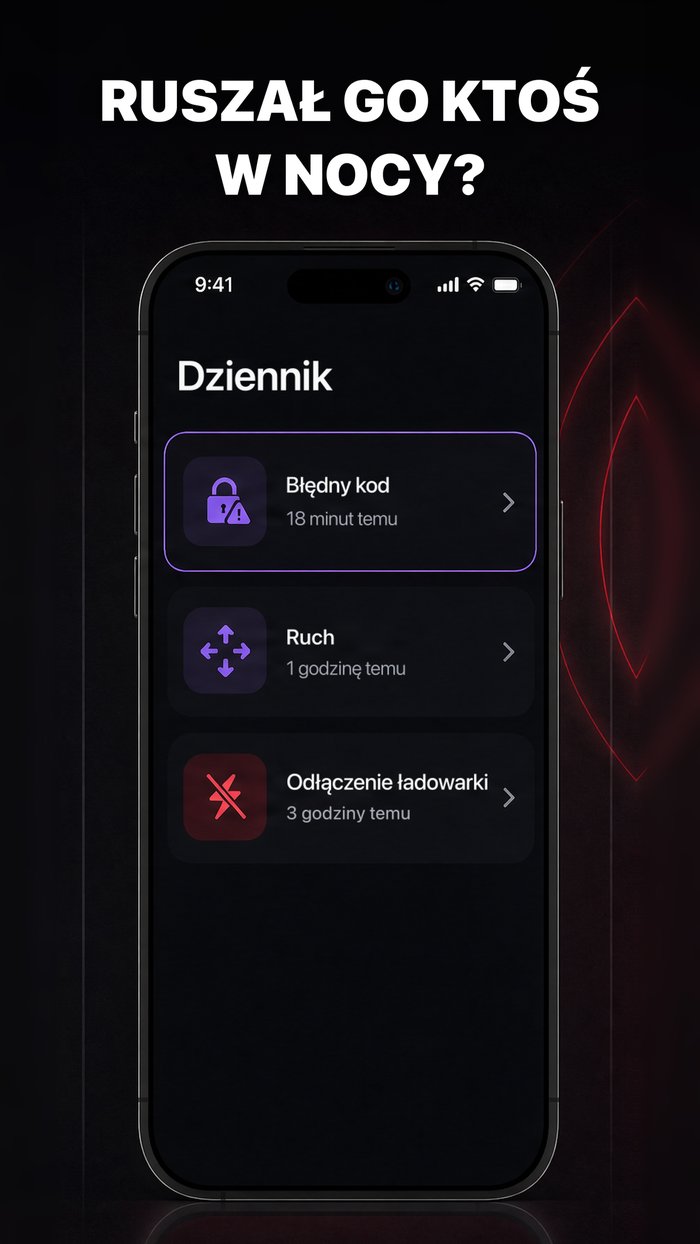 RUSZAŁ GO KTOŚ
W NOCY?
9:41
Dziennik
Błędny kod
18 minut temu
Ruch
1 godzinę temu
Odłączenie ładowarki
3 godziny temu